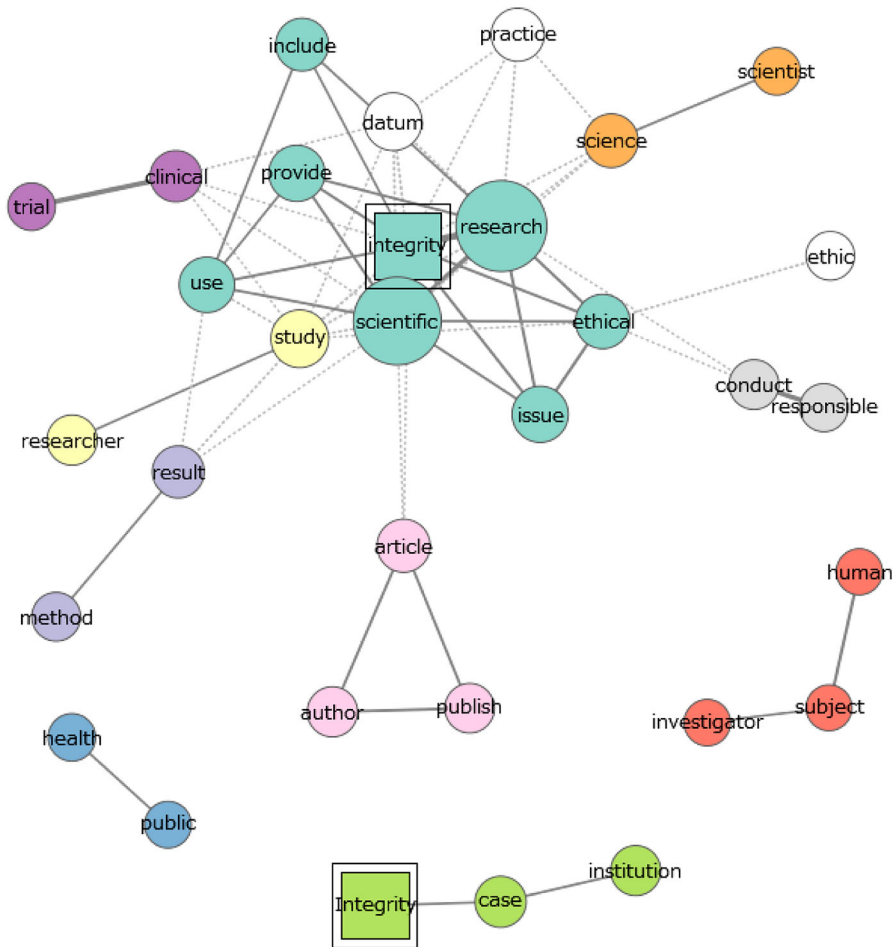 practice
include
scientist
datum
science
provide
clinical
trial
research
integrity
ethic
use
scientific
ethical
study
conduct
responsible
issue
researcher
result
article
human
method
author
publish
subject
investigator
health
public
institution
Integrity
case